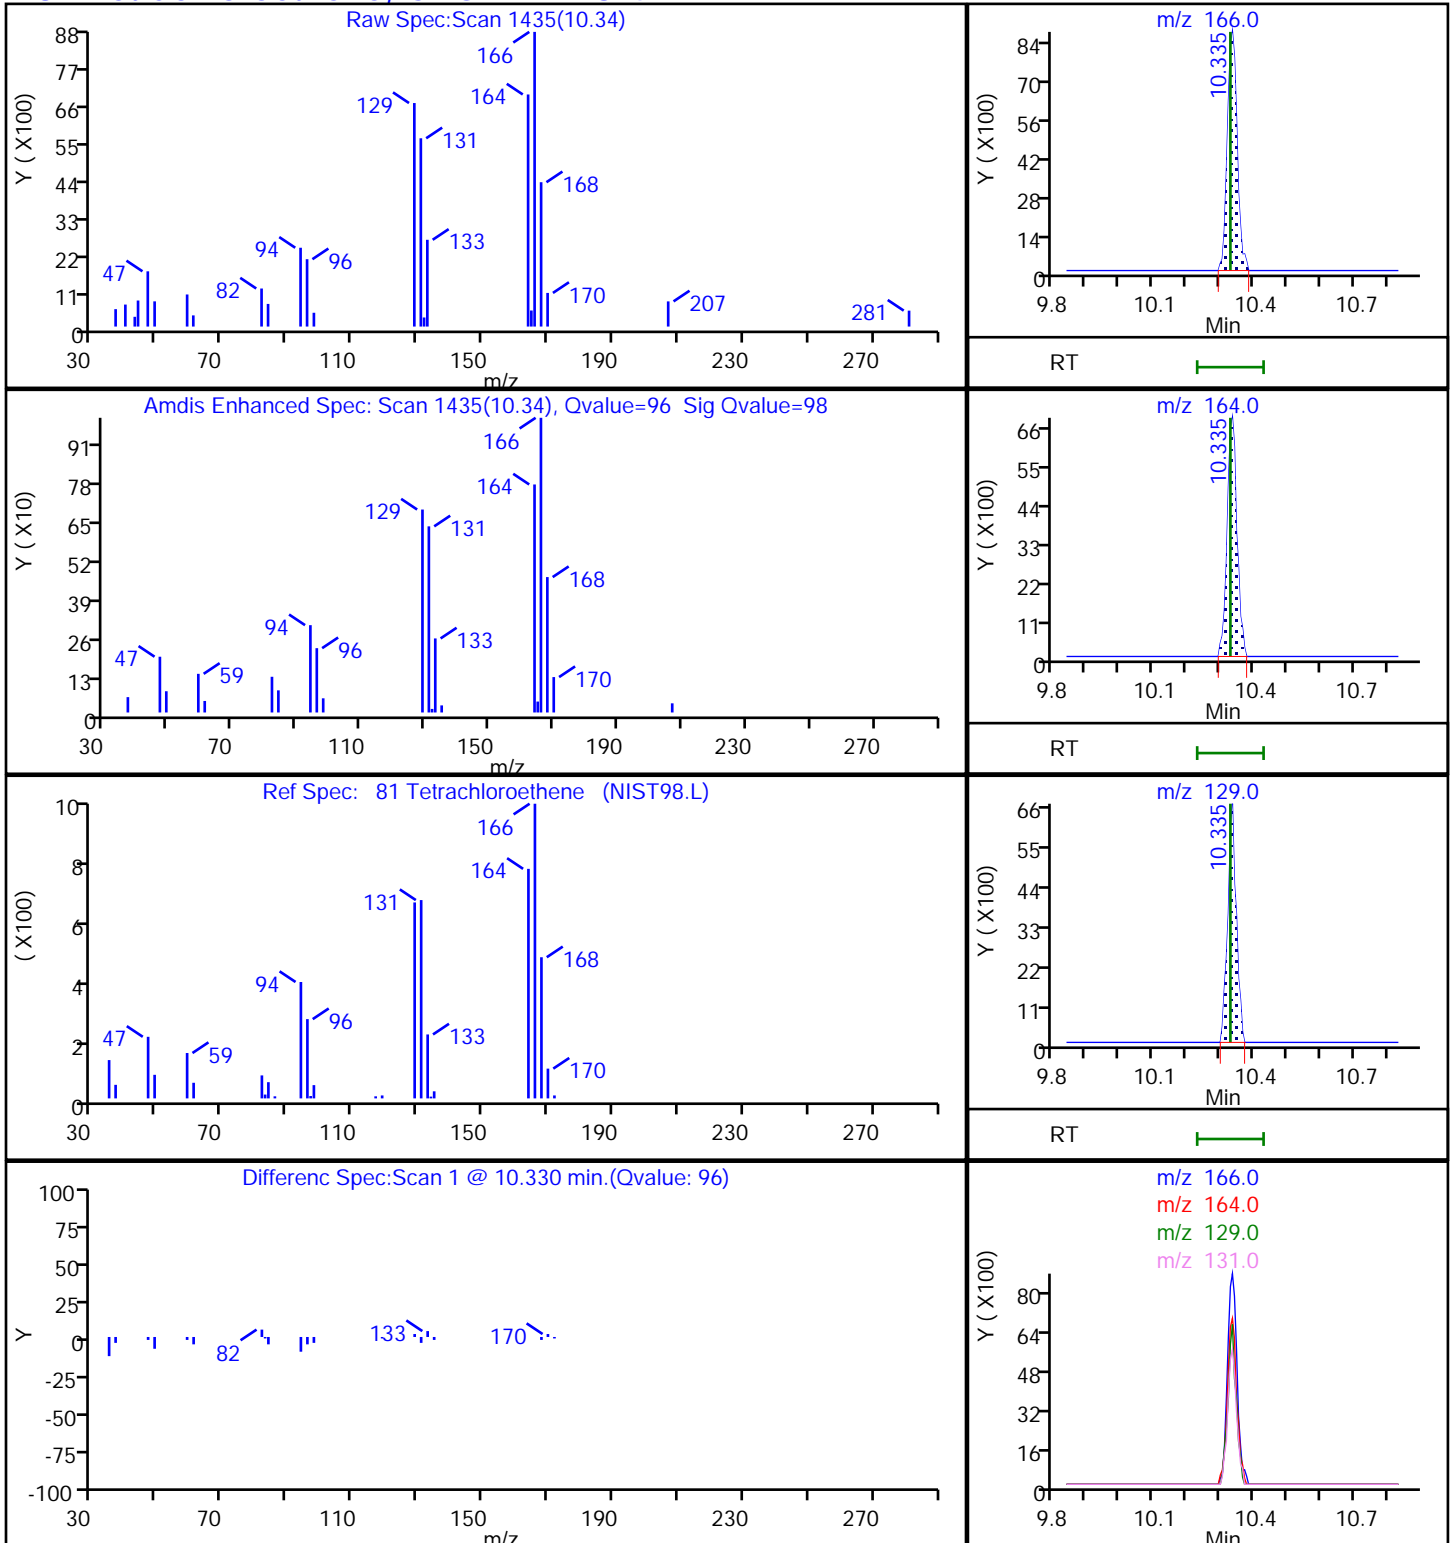 Raw Spec:Scan 1435(10.34)
Y ( X100)
88
77
66
55
44
33
22
11
0
166
164
129
131
168
133
94
96
47
82
170
207
281
30 70 110 150 190 230 270
m/z
m/z 166.0
Y ( X100)
84
70
56
42
28
14
0
10.335
9.8 10.1 10.4 10.7
Min
RT
Amdis Enhanced Spec: Scan 1435(10.34), Qvalue=96 Sig Qvalue=98
Y ( X10)
91
78
65
52
39
26
13
0
166
164
129
131
168
94
133
96
47
59
170
30 70 110 150 190 230 270
m/z
m/z 164.0
Y ( X100)
66
55
44
33
22
11
0
10.335
9.8 10.1 10.4 10.7
Min
RT
Ref Spec: 81 Tetrachloroethene (NIST98.L)
( X100)
10
8
6
4
2
0
166
164
131
168
94
96
133
47
59
170
30 70 110 150 190 230 270
m/z 129.0
Y ( X100)
66
55
44
33
22
11
0
10.335
9.8 10.1 10.4 10.7
Min
RT
Differenc Spec:Scan 1 @ 10.330 min.(Qvalue: 96)
Y
100
75
50
25
0
-25
-50
-75
-100
82
133
170
30 70 110 150 190 230 270
m/z
m/z 166.0
m/z 164.0
m/z 129.0
m/z 131.0
Y ( X100)
80
64
48
32
16
0
9.8 10.1 10.4 10.7
Min